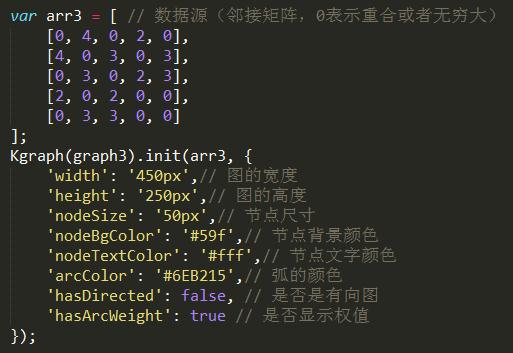 var arr3 = [ // 数据源（邻接矩阵，0表示重合或者无穷大）
    [0, 4, 0, 2, 0],
    [4, 0, 3, 0, 3],
    [0, 3, 0, 2, 3],
    [2, 0, 2, 0, 0],
    [0, 3, 3, 0, 0]
];
Kgraph(graph3).init(arr3, {
    'width': '450px',// 图的宽度
    'height': '250px',// 图的高度
    'nodeSize': '50px',// 节点尺寸
    'nodeBgColor': '#59f',// 节点背景颜色
    'nodeTextColor': '#fff',// 节点文字颜色
    'arcColor': '#6EB215',// 弧的颜色
    'hasDirected': false, // 是否是有向图
    'hasArcWeight': true // 是否显示权值
});